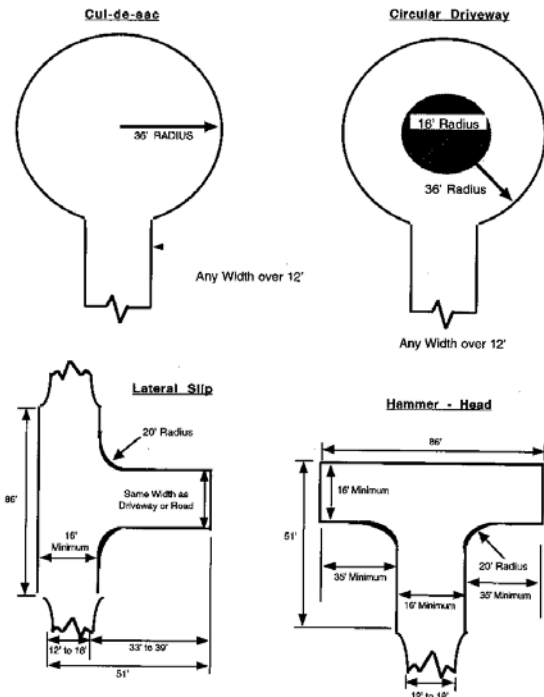 Cul-de-sac
36' RADIUS
Any Width over 12'
Circular Driveway
16' Radius
36' Radius
Any Width over 12'
Lateral Slip
20' Radius
86'
Same Width as
Driveway or Road
16'
Minimum
12' to 16'
33' to 39'
51'
Hammer - Head
86'
16' Minimum
51'
20' Radius
35' Minimum
16' Minimum
35' Minimum